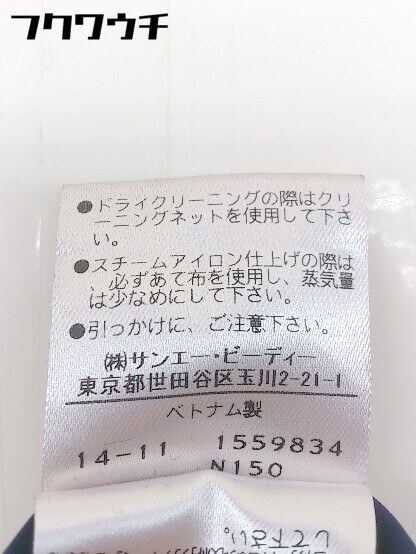 フクワウチ
●ドライクリーニングの際はクリ
ーニングネットを使用して下さ
い。
●スチームアイロン仕上げの際は
、必ずあて布を使用し、蒸気量
は少なめにして下さい。
●引っかけに、ご注意下さい。
(株)サンエー・ビーディー
東京都世田谷区玉川2-21-1
ベトナム製
14-11 1559834
N150
して下さい。